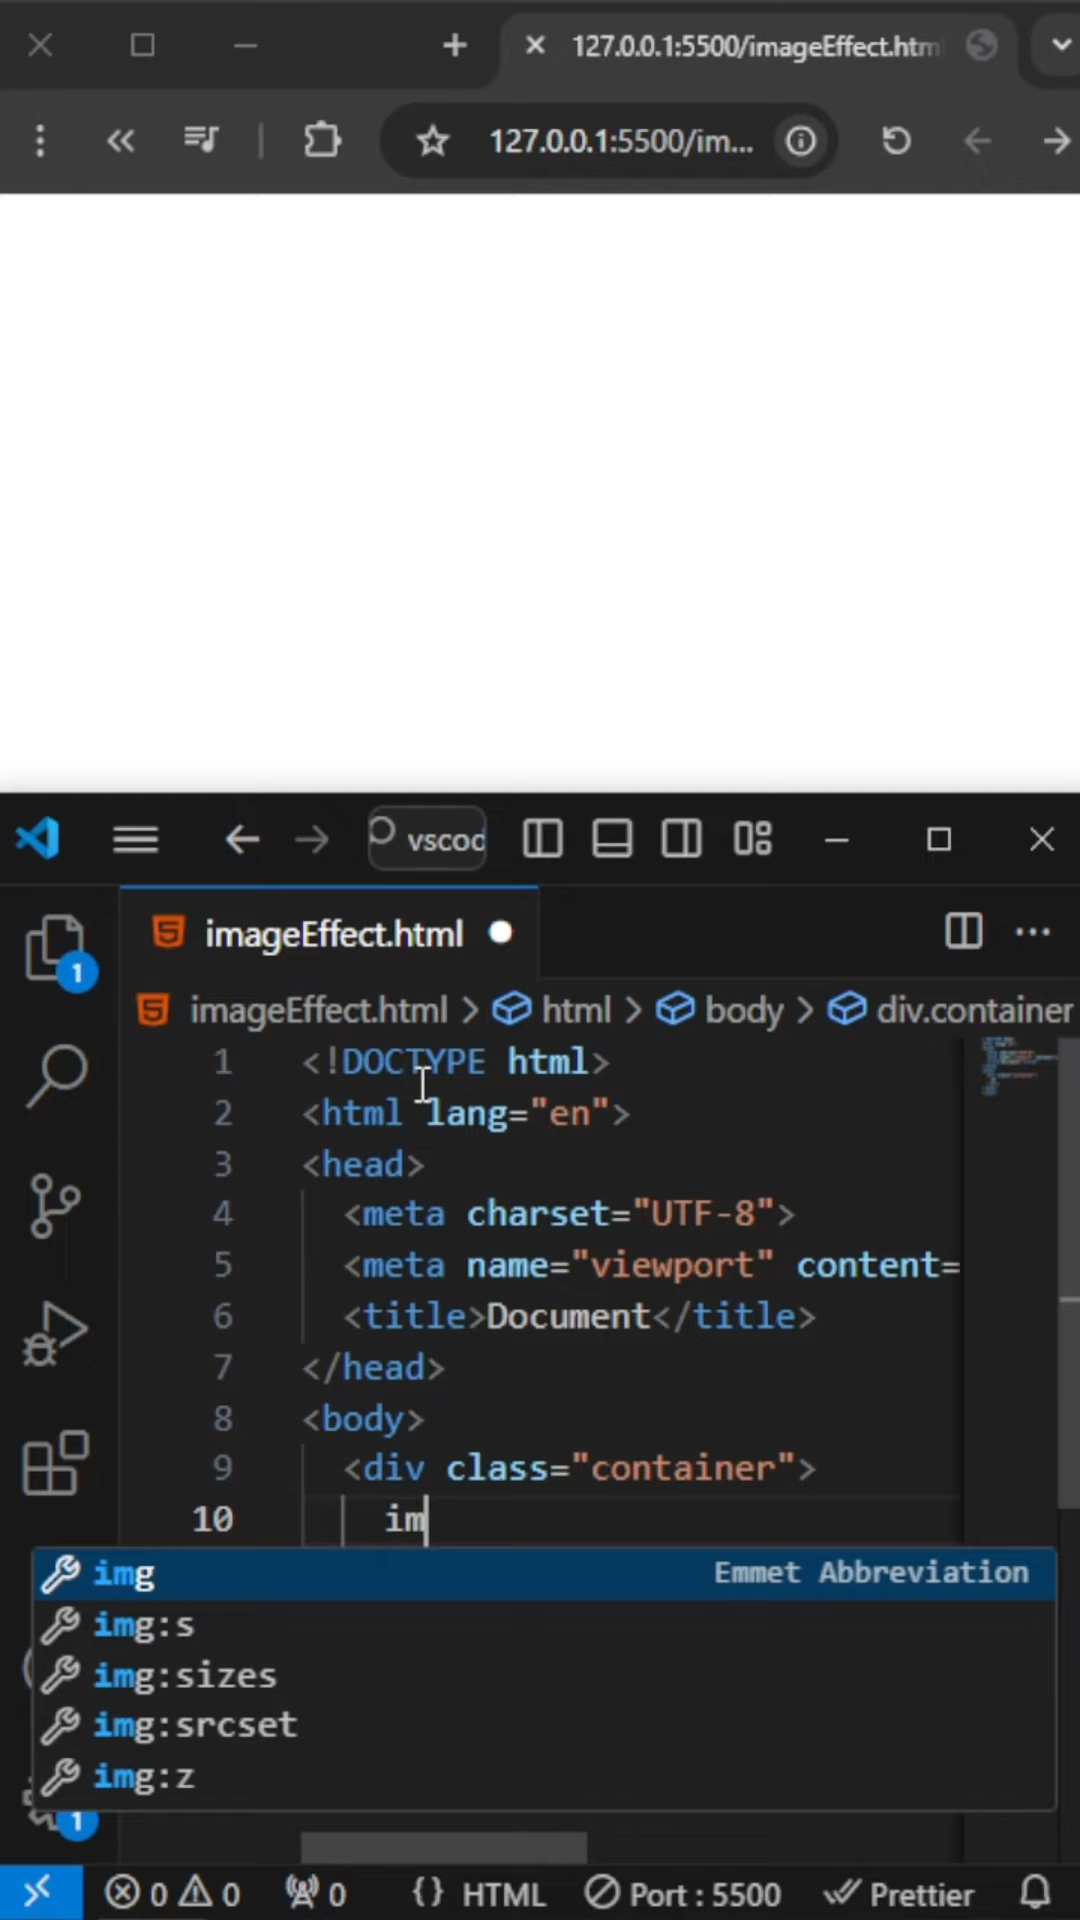 127.0.0.1:5500/imageEffect.htm
127.0.0.1:5500/im...
vscod
imageEffect.html
1
imageEffect.html > html > body > div.container
1 <!DOCTYPE html>
2 <html lang="en">
3 <head>
4 <meta charset="UTF-8">
5 <meta name="viewport" content=
6 <title>Document</title>
7 </head>
8 <body>
9 <div class="container">
10 im
img Emmet Abbreviation
img:s
img:sizes
img:srcset
img:z
1
0 0 0 {} HTML Port : 5500 Prettier